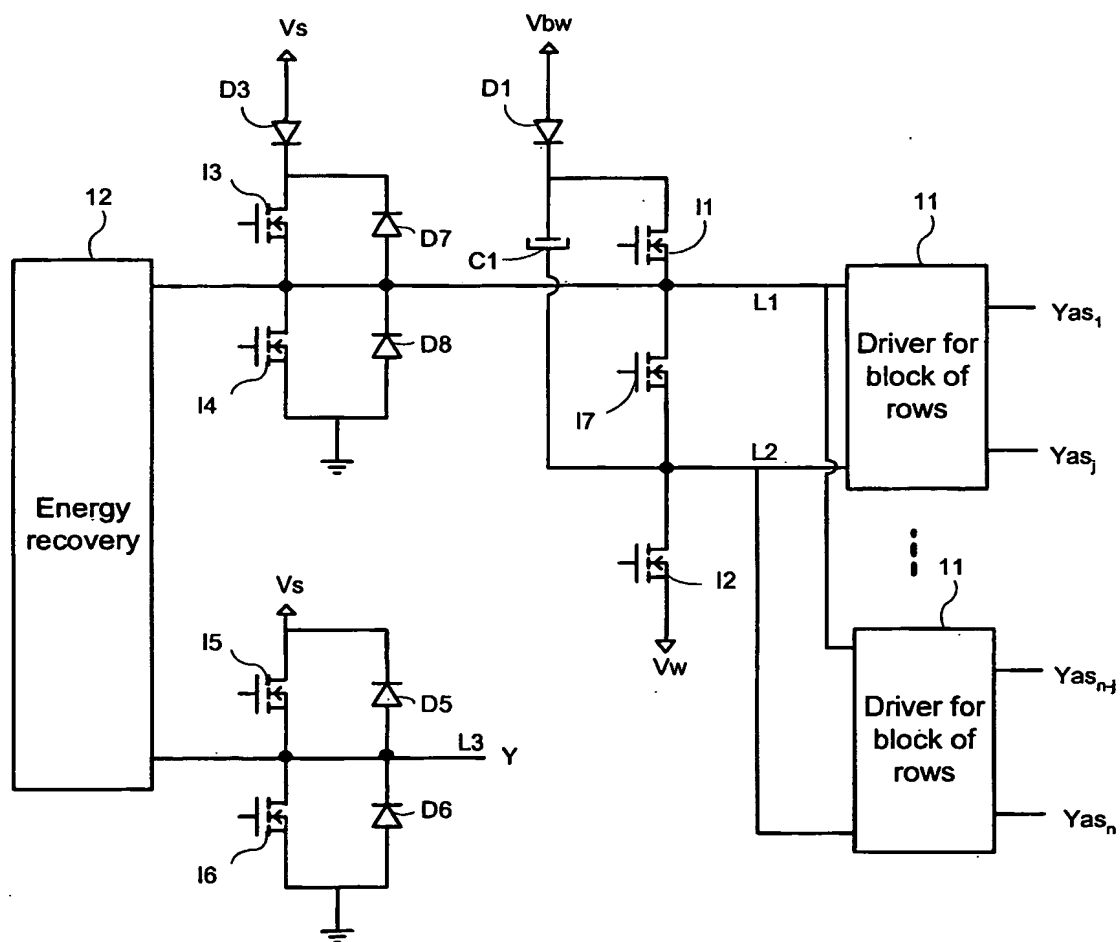 Vs
Vbw
D3
D1
I3
12
D7
I1
11
C1
L1
Yas1
D8
Driver for
block of
rows
I4
I7
L2
Yasj
Energy
recovery
I2
Vs
11
Vw
I5
Yasn-j
D5
Driver for
block of
rows
L3
Y
D6
Yasn
I6